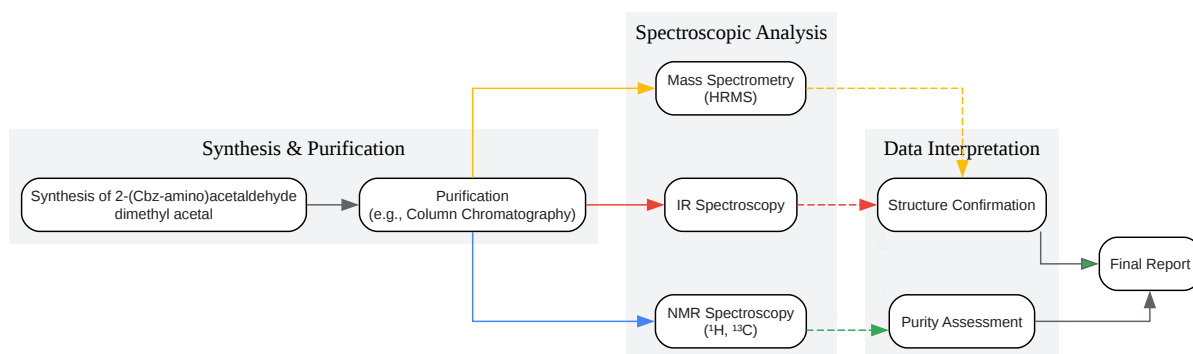 Spectroscopic Analysis
Mass Spectrometry
(HRMS)
Synthesis & Purification
Data Interpretation
Synthesis of 2-(Cbz-amino)acetaldehyde
dimethyl acetal
Purification
(e.g., Column Chromatography)
IR Spectroscopy
Structure Confirmation
Final Report
NMR Spectroscopy
(¹H, ¹³C)
Purity Assessment